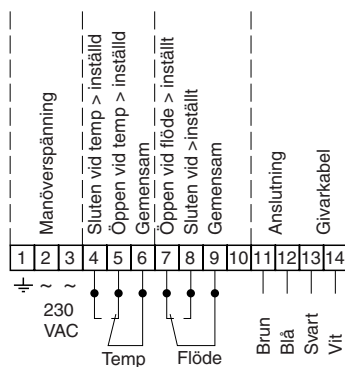 Manöverspänning
Sluten vid temp > inställd
Öppen vid temp > inställd
Gemensam
Öppen vid flöde > inställt
Sluten vid >inställt
Gemensam
Anslutning
Givarkabel
1 2 3 4 5 6 7 8 9 10 11 12 13 14
~ ~
230
VAC
Temp
Flöde
Brun
Blå
Svart
Vit